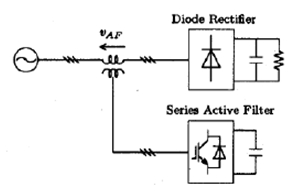 Diode Rectifier
v_AF
Series Active Filter